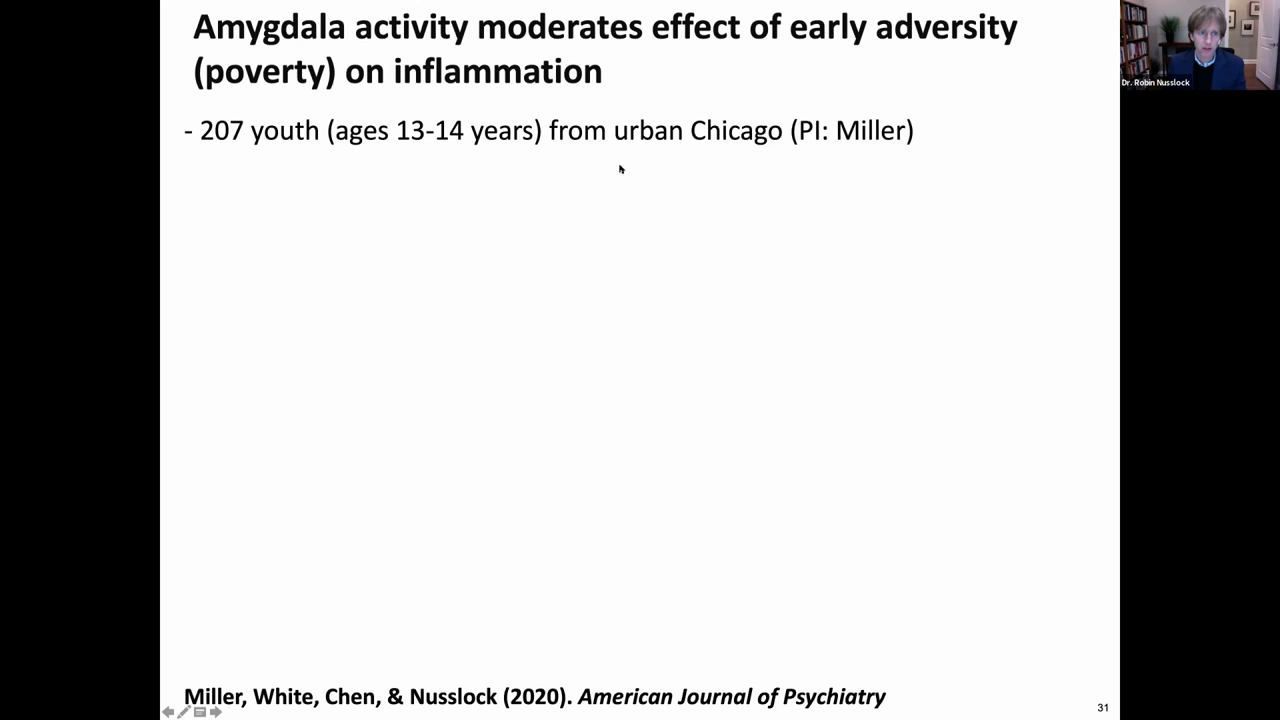 Amygdala activity moderates effect of early adversity
(poverty) on inflammation
Dr. Robin Nusslock
- 207 youth (ages 13-14 years) from urban Chicago (PI: Miller)
Miller, White, Chen, & Nusslock (2020). American Journal of Psychiatry
31